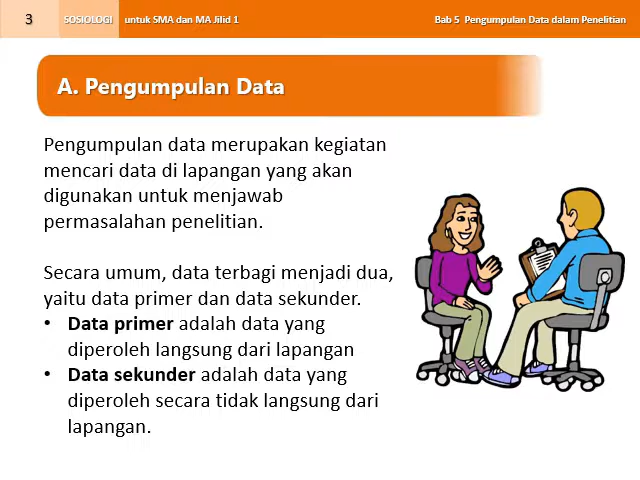 3 SOSIOLOGI untuk SMA dan MA Jilid 1 Bab 5 Pengumpulan Data dalam Penelitian
A. Pengumpulan Data
Pengumpulan data merupakan kegiatan
mencari data di lapangan yang akan
digunakan untuk menjawab
permasalahan penelitian.
Secara umum, data terbagi menjadi dua,
yaitu data primer dan data sekunder.
• Data primer adalah data yang
diperoleh langsung dari lapangan
• Data sekunder adalah data yang
diperoleh secara tidak langsung dari
lapangan.